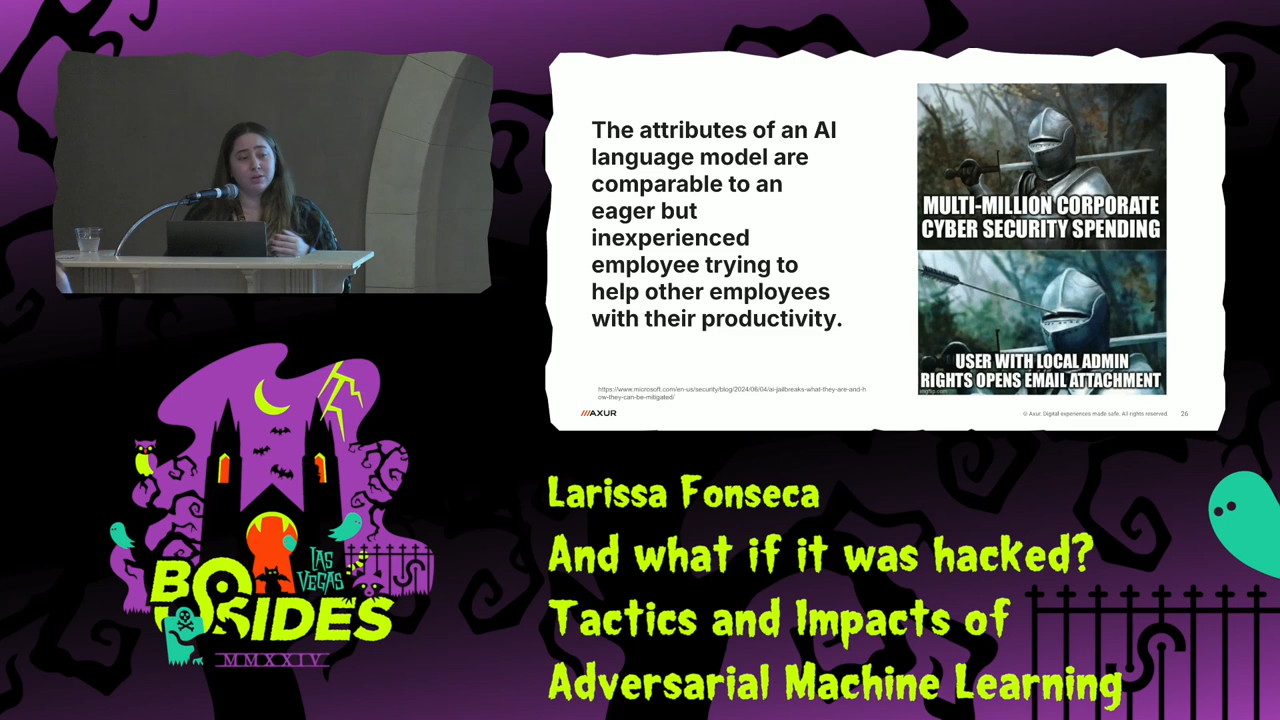 The attributes of an AI
language model are
comparable to an
eager but
inexperienced
employee trying to
help other employees
with their productivity.
MULTI-MILLION CORPORATE
CYBER SECURITY SPENDING
USER WITH LOCAL ADMIN
RIGHTS OPENS EMAIL ATTACHMENT
imgflip.com
https://www.microsoft.com/en-us/security/blog/2024/06/04/ai-jailbreaks-what-they-are-and-h
ow-they-can-be-mitigated/
///AXUR
© Axur. Digital experiences made safe. All rights reserved.
26
BSIDES
LAS
VEGAS
MMXXIV
Larissa Fonseca
And what if it was hacked?
Tactics and Impacts of
Adversarial Machine Learning